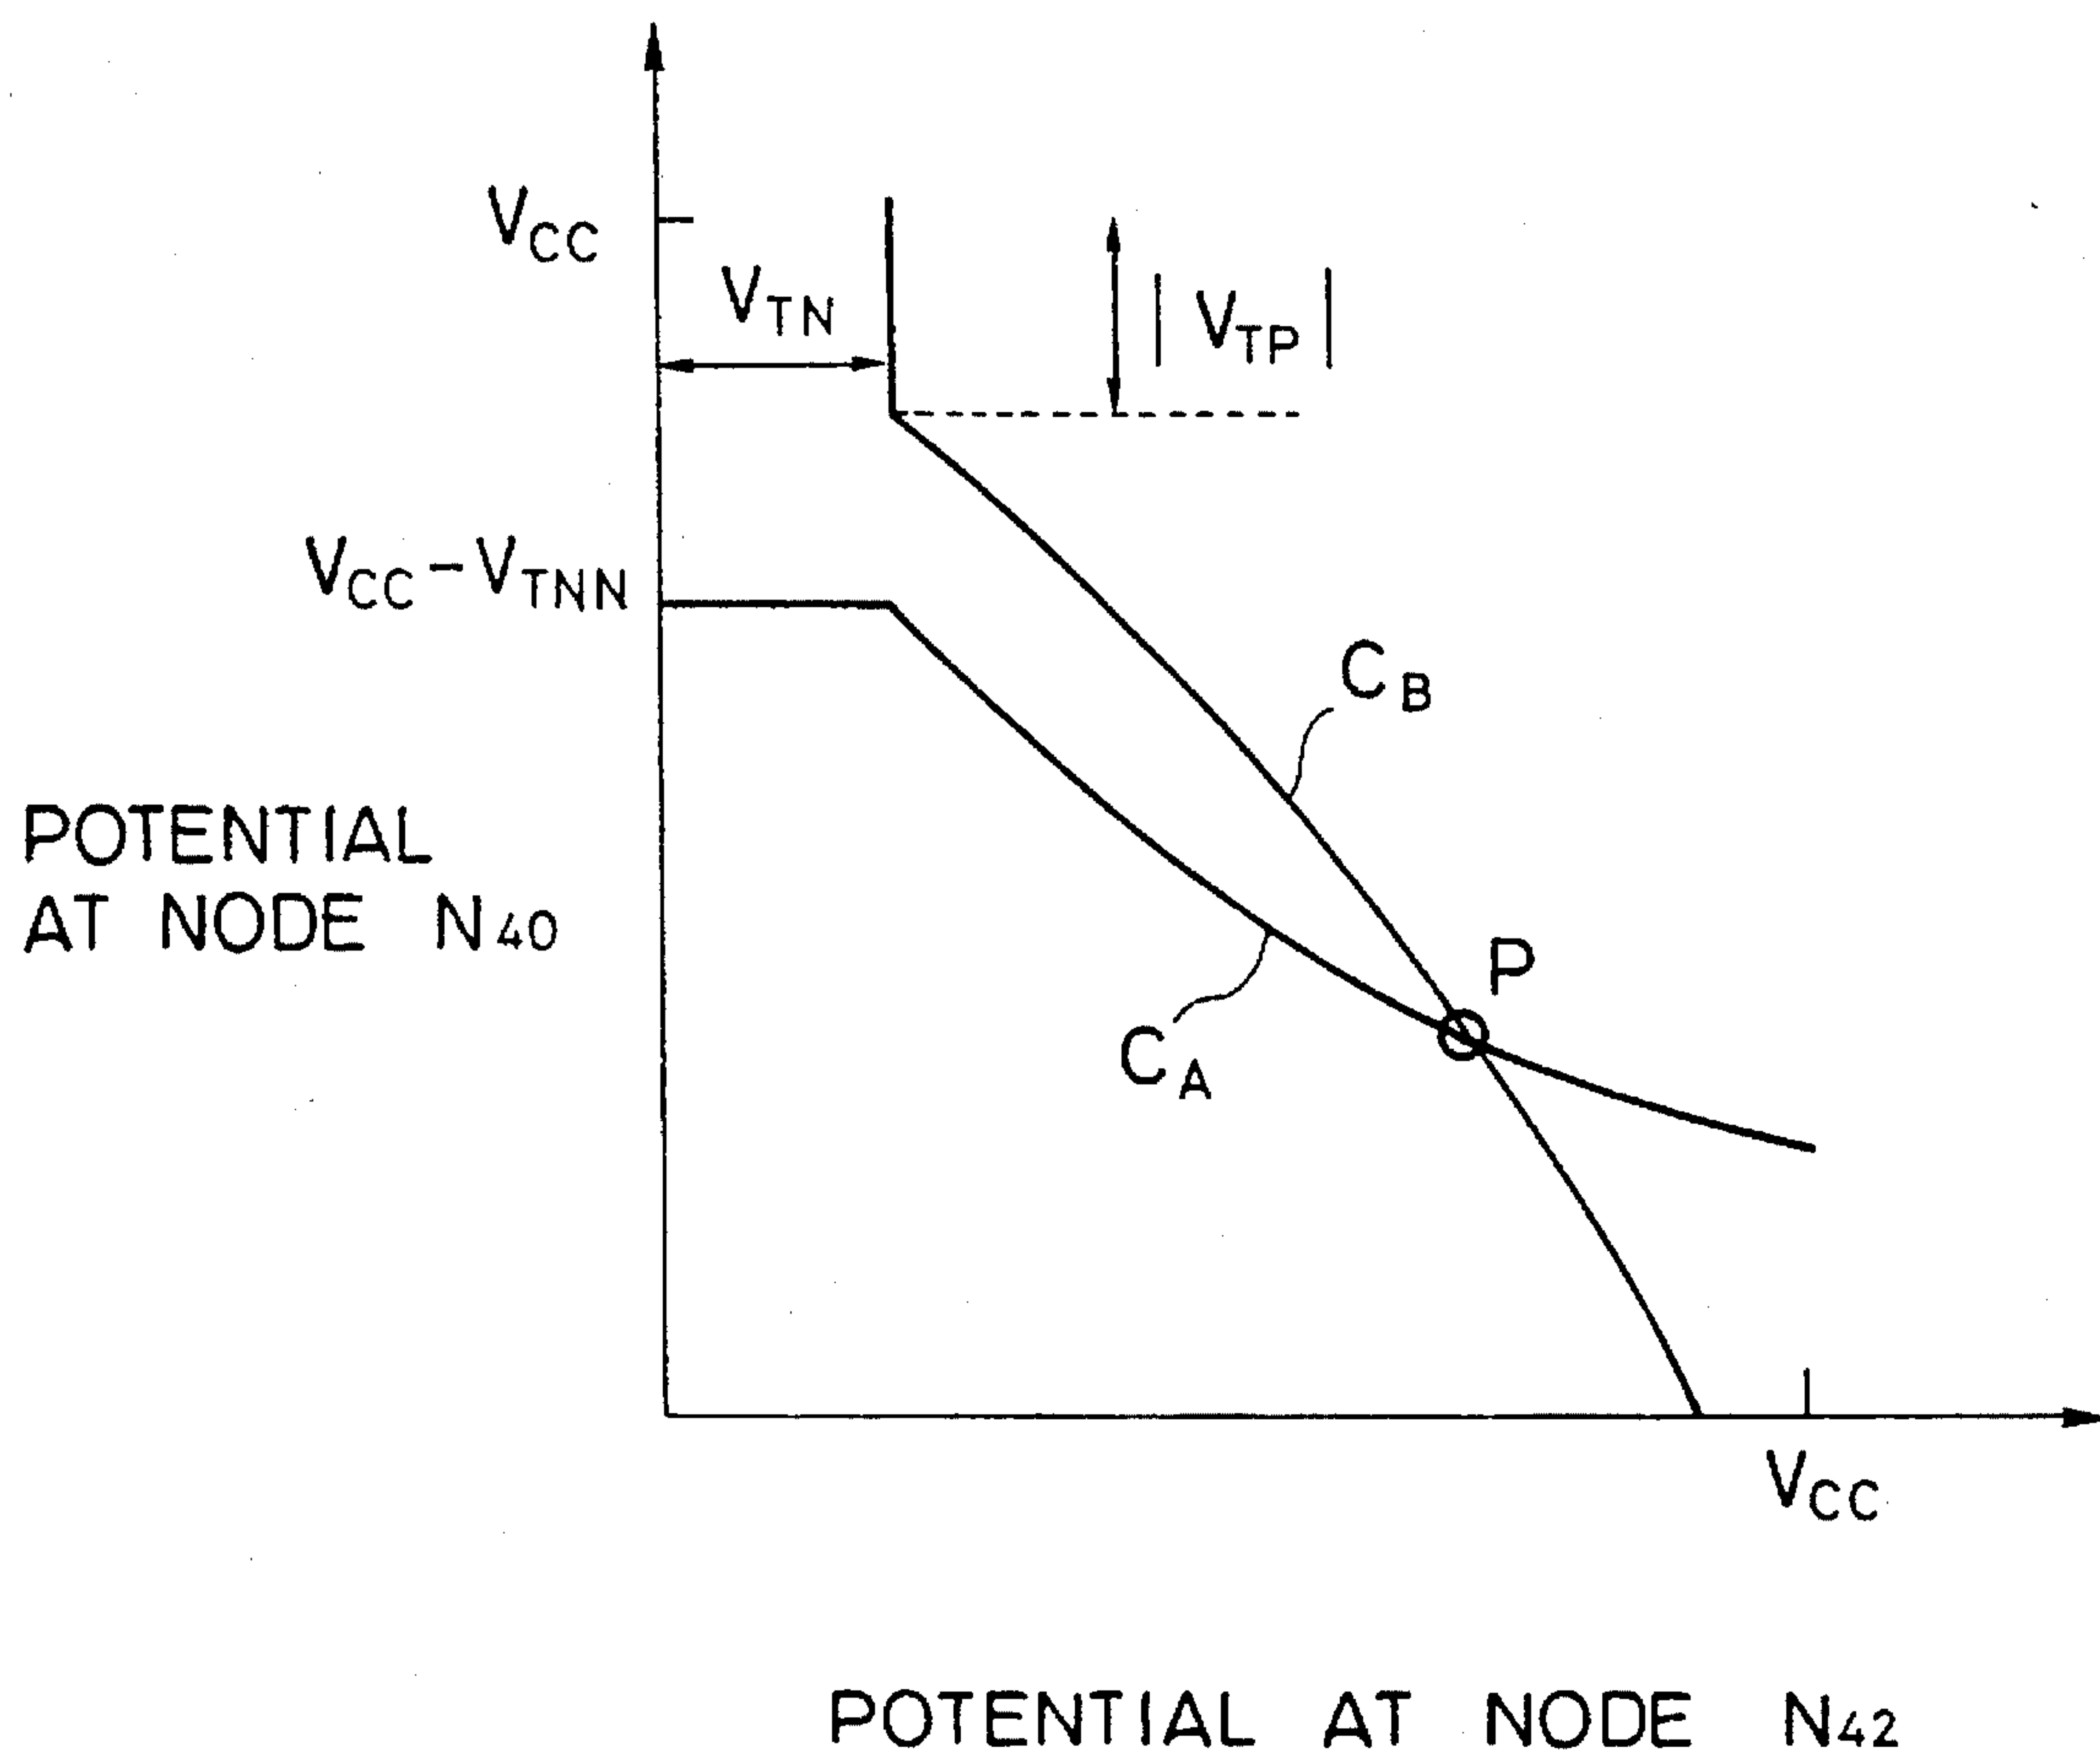 VCC
VTN
| VTP |
VCC-VTNN
CB
POTENTIAL
AT NODE N40
P
CA
VCC
POTENTIAL AT NODE N42